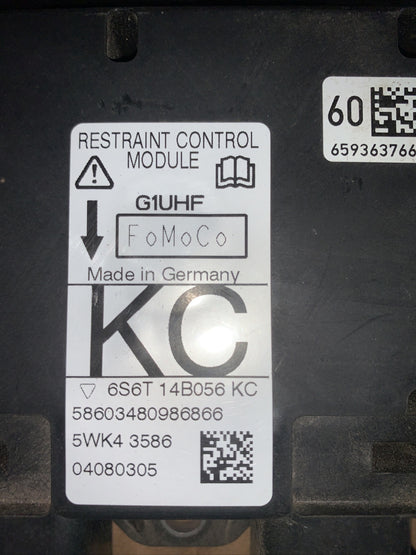 RESTRAINT CONTROL
MODULE
G1UHF
FoMoCo
Made in Germany
KC
6S6T 14B056 KC
58603480986866
5WK4 3586
04080305
60
659363766